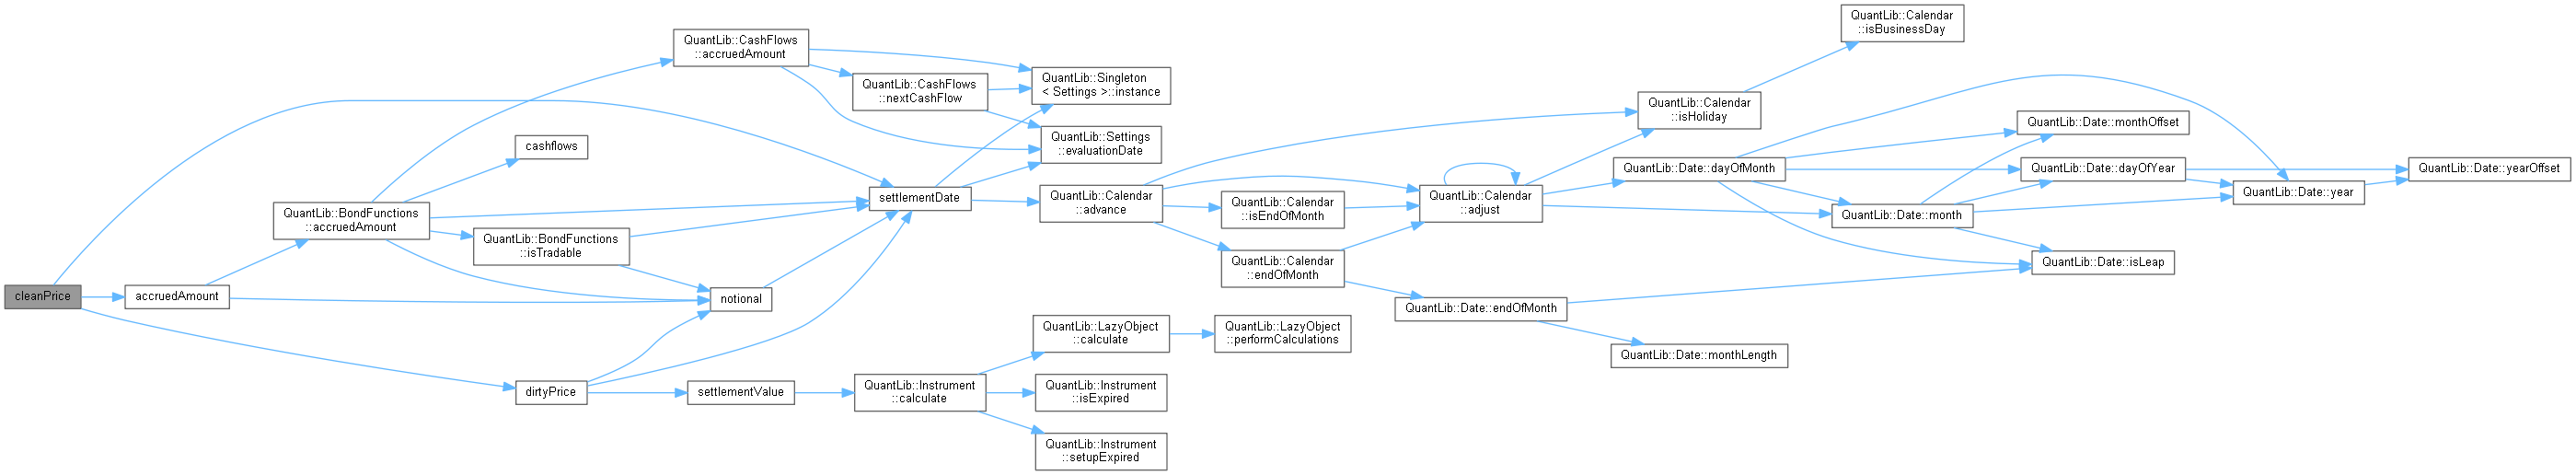 cleanPrice
accruedAmount
QuantLib::BondFunctions
::accruedAmount
QuantLib::CashFlows
::accruedAmount
cashflows
QuantLib::BondFunctions
::isTradable
dirtyPrice
notional
settlementValue
QuantLib::CashFlows
::nextCashFlow
settlementDate
QuantLib::Instrument
::calculate
QuantLib::Singleton
< Settings >::instance
QuantLib::Settings
::evaluationDate
QuantLib::Calendar
::advance
QuantLib::LazyObject
::calculate
QuantLib::Instrument
::isExpired
QuantLib::Instrument
::setupExpired
QuantLib::Calendar
::isEndOfMonth
QuantLib::Calendar
::endOfMonth
QuantLib::LazyObject
::performCalculations
QuantLib::Calendar
::adjust
QuantLib::Date::endOfMonth
QuantLib::Calendar
::isHoliday
QuantLib::Date::dayOfMonth
QuantLib::Date::monthLength
QuantLib::Calendar
::isBusinessDay
QuantLib::Date::month
QuantLib::Date::monthOffset
QuantLib::Date::dayOfYear
QuantLib::Date::isLeap
QuantLib::Date::year
QuantLib::Date::yearOffset